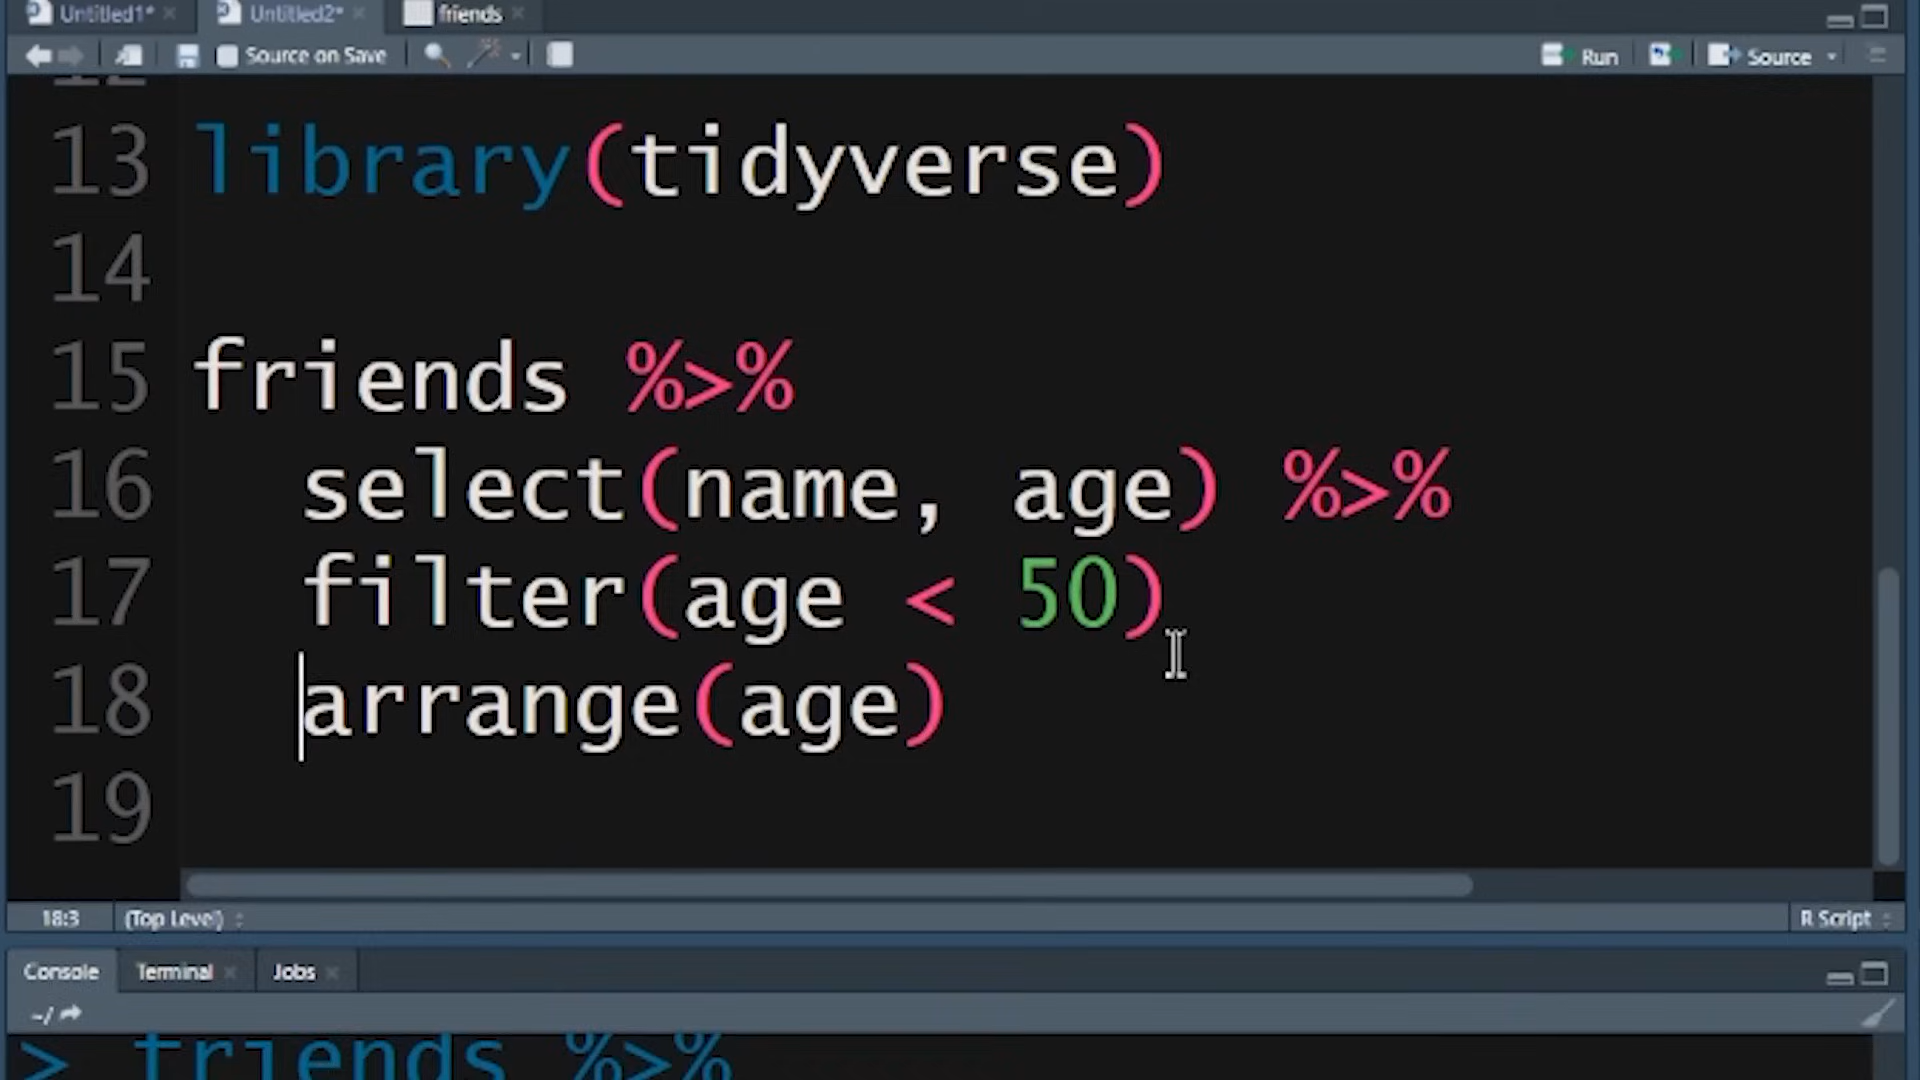 Untitled1* Untitled2* friends
Source on Save Run Source
12
13 library(tidyverse)
14
15 friends %>%
16 select(name, age) %>%
17 filter(age < 50)
18 arrange(age)
19
18:3 (Top Level) R Script
Console Terminal Jobs
~/
> friends %>%